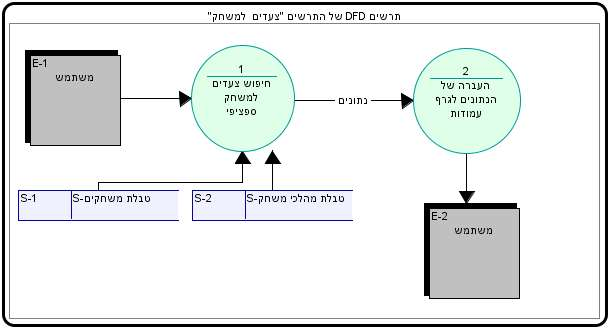 תרשים DFD של התרשים "צעדים למשחק"
E-1
משתמש
1
חיפוש צעדים
למשחק
ספציפי
נתונים
2
העברה של
הנתונים לגרף
עמודות
S-1
S-טבלת משחקים
S-2
S-טבלת מהלכי משחק
E-2
משתמש